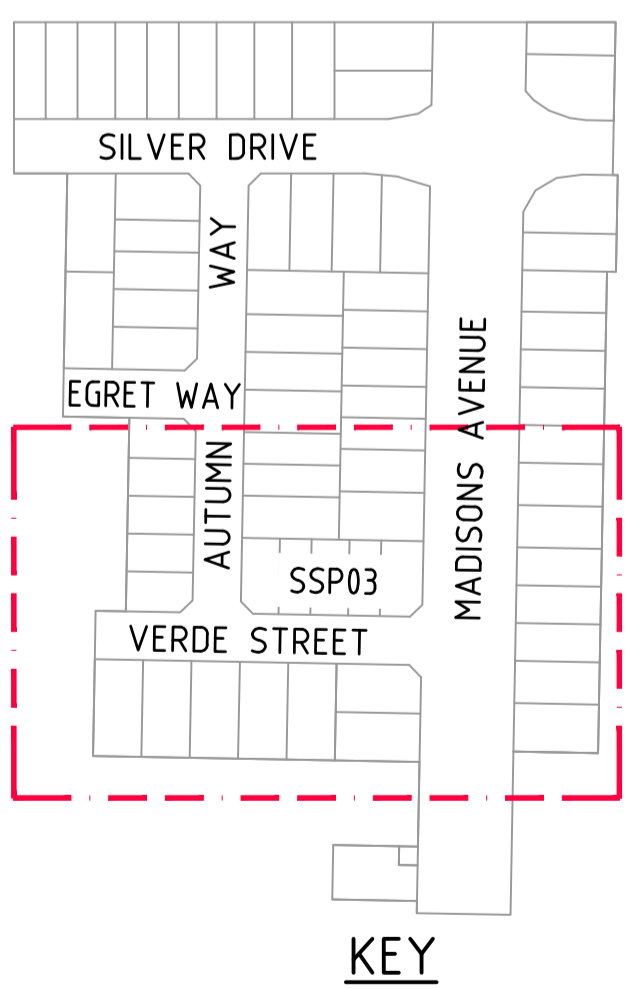 SILVER DRIVE
AUTUMN WAY
MADISONS AVENUE
EGRET WAY
SSP03
VERDE STREET
KEY